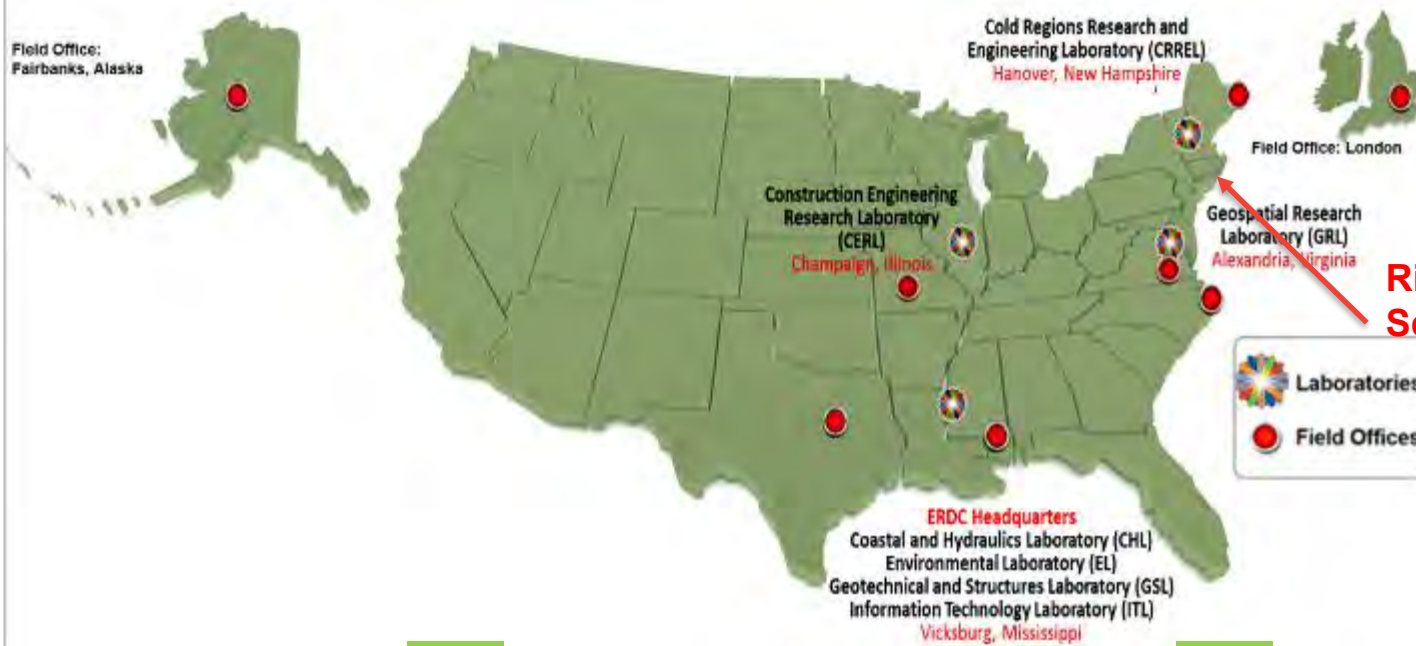 Field Office:
Fairbanks, Alaska
Cold Regions Research and
Engineering Laboratory (CRREL)
Hanover, New Hampshire
Field Office: London
Construction Engineering
Research Laboratory
(CERL)
Champaign, Illinois
Geospatial Research
Laboratory (GRL)
Alexandria, Virginia
Laboratories
Field Offices
ERDC Headquarters
Coastal and Hydraulics Laboratory (CHL)
Environmental Laboratory (EL)
Geotechnical and Structures Laboratory (GSL)
Information Technology Laboratory (ITL)
Vicksburg, Mississippi